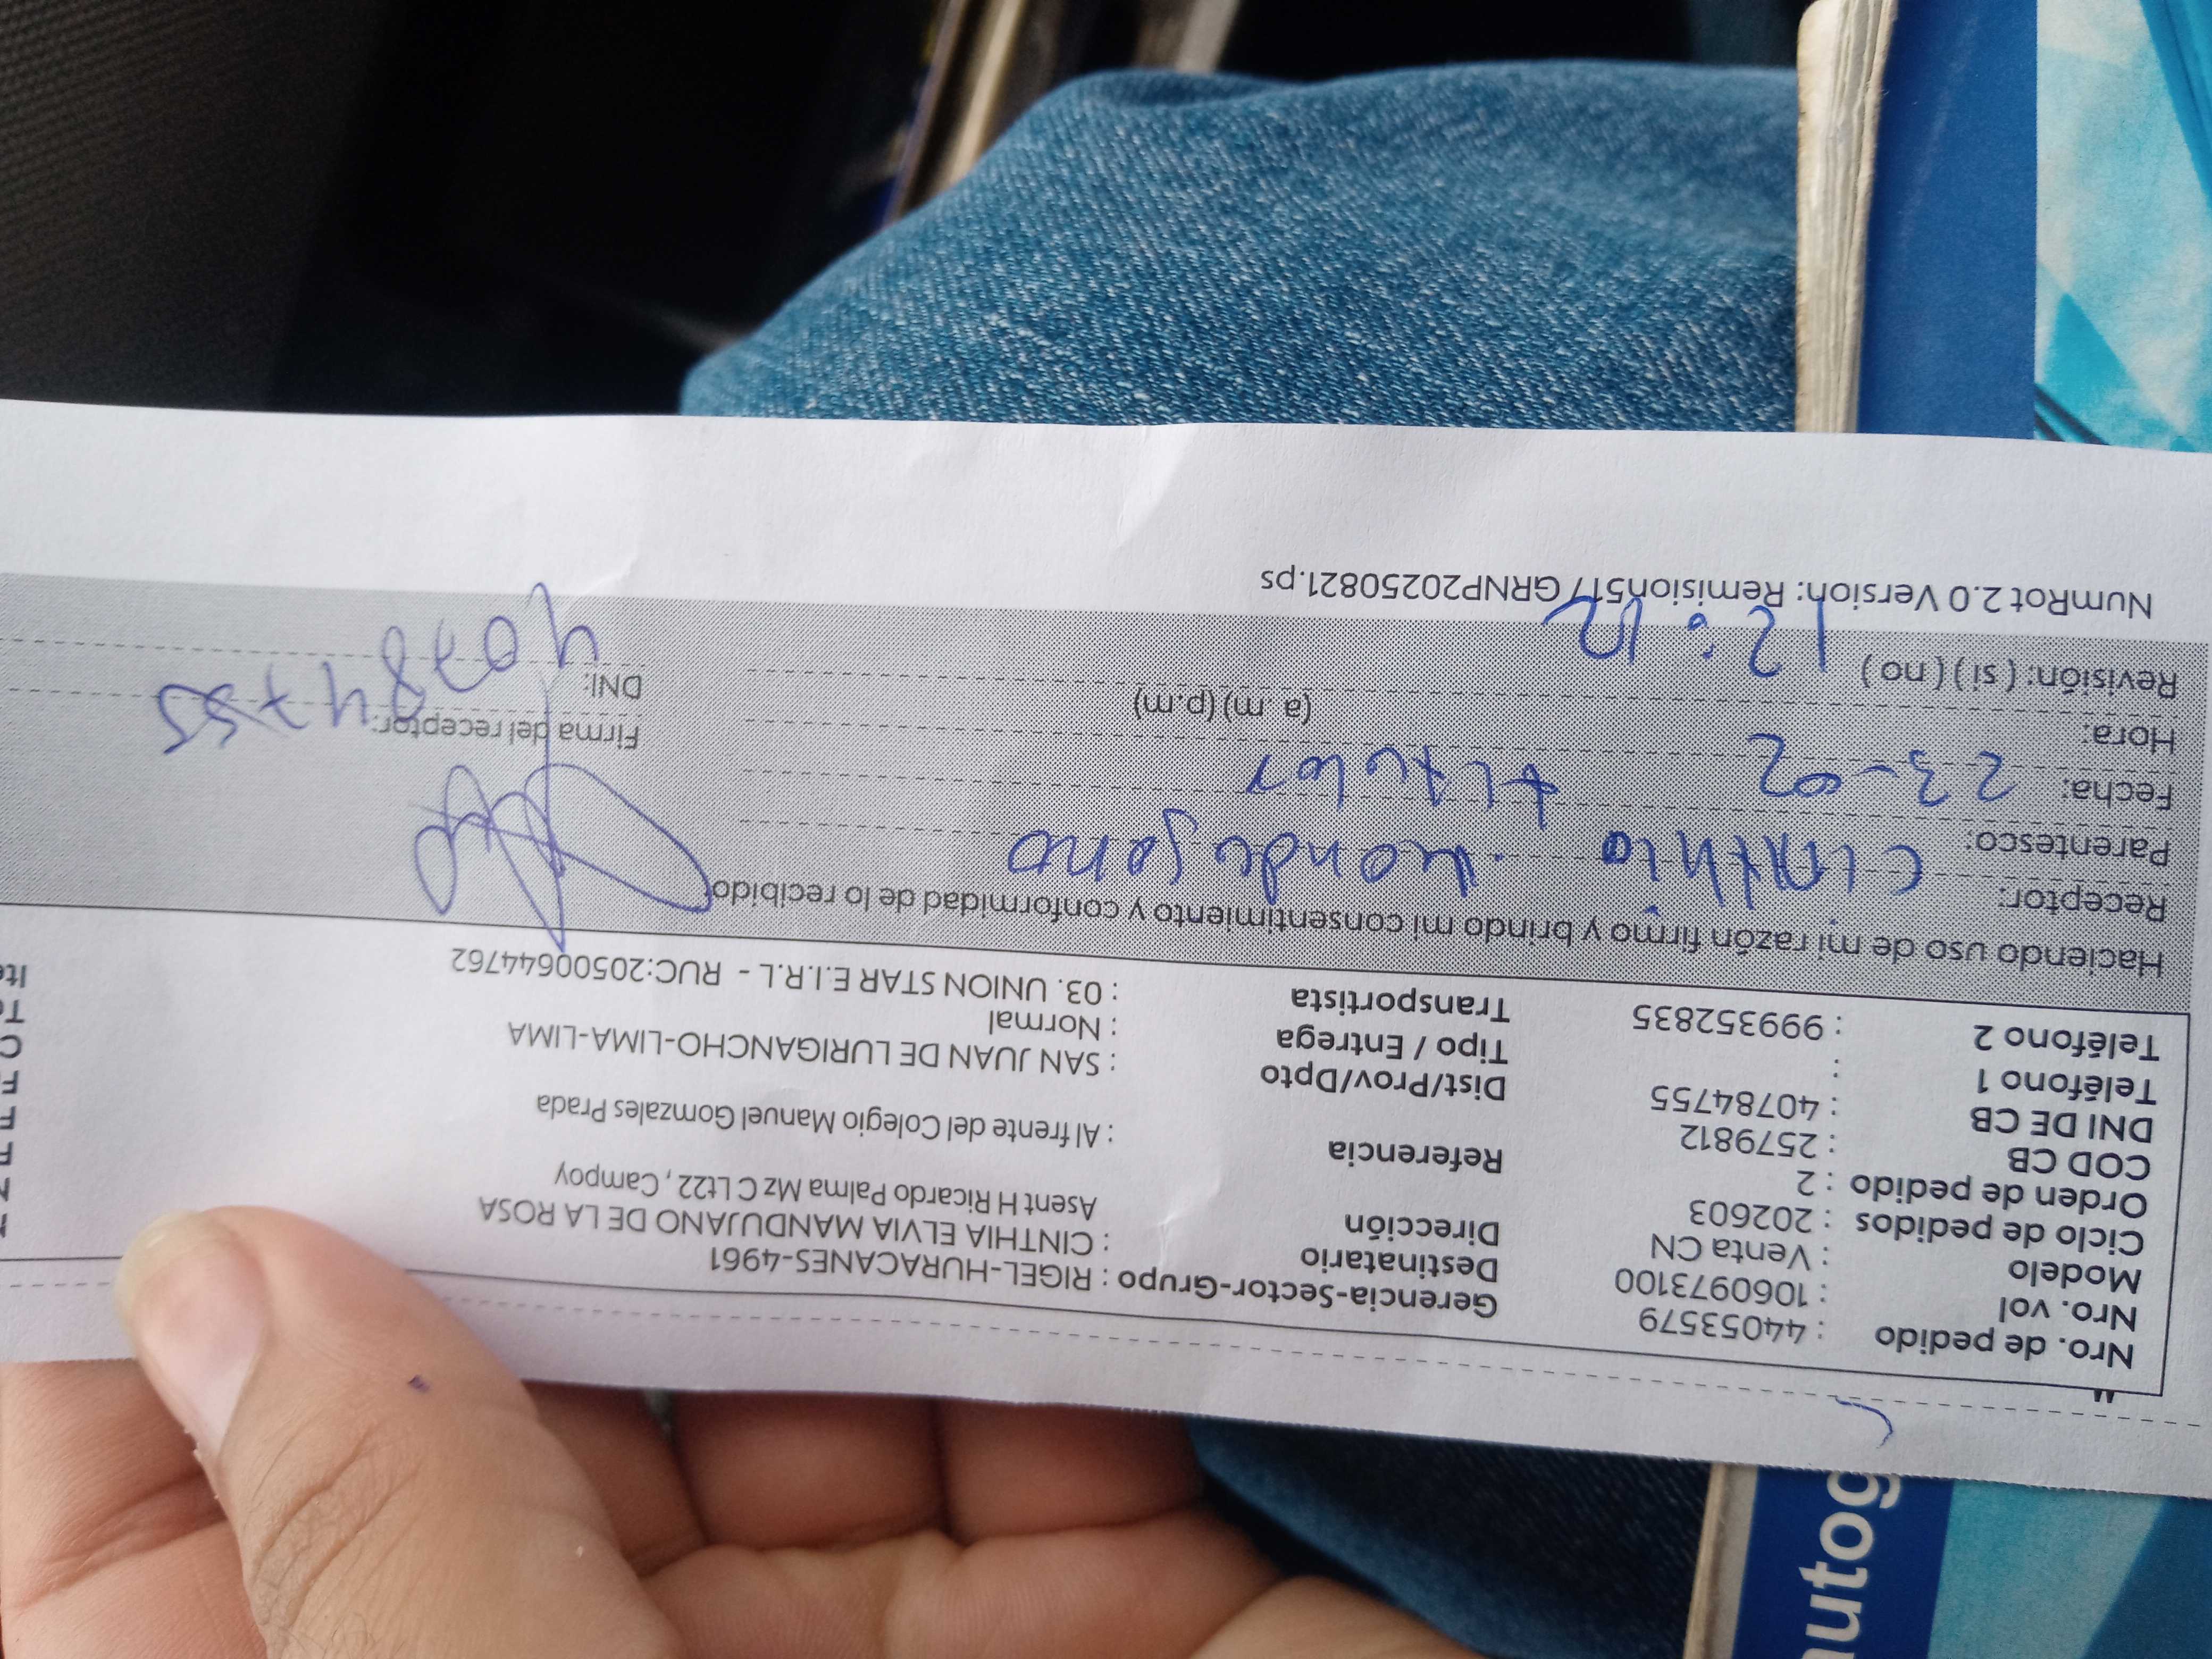 Nro. de pedido : 44053579
Nro. vol : 1060973100
Modelo : Venta CN
Ciclo de pedidos : 202603
Orden de pedido : 2
COD CB : 2579812
DNI DE CB : 40784755
Teléfono 1 :
Teléfono 2 : 999352835
Gerencia-Sector-Grupo : RIGEL-HURACANES-4961
Destinatario : CINTHIA ELVIA MANDUJANO DE LA ROSA
Dirección Asent H Ricardo Palma Mz C Lt22 , Campoy
Referencia : Al frente del Colegio Manuel Gomzales Prada
Dist/Prov/Dpto : SAN JUAN DE LURIGANCHO-LIMA-LIMA
Tipo / Entrega : Normal
Transportista : 03. UNION STAR E.I.R.L - RUC:20500644762
Haciendo uso de mi razón firmo y brindo mi consentimiento y conformidad de lo recibido
Receptor: Cinthia
Parentesco:
Fecha: 23-02
Hora: (a. m) (p.m)
Revisión: ( si ) ( no ) 12:12
Firma del receptor:
DNI: 40784755
NumRot 2.0 Version: Remision517 GRNP20250821.ps
autog